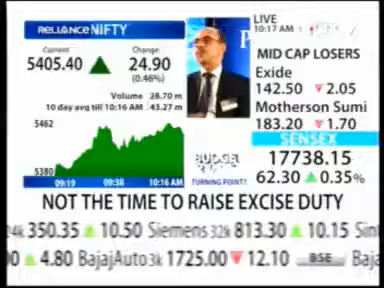 RELIANCE NIFTY
Current Change
5405.40 24.90
(0.46%)
Volume 28.70 m
10 day avg till 10:16 AM 43.27 m
5462
5380
09:19 09:38 10:16 AM
LIVE
10:17 AM
MID CAP LOSERS
Exide
142.50 2.05
Motherson Sumi
183.20 1.70
SENSEX
17738.15
62.30 0.35%
BUDGET
TURNING POINT?
NOT THE TIME TO RAISE EXCISE DUTY
350.35 10.50 Siemens 32k 813.30 10.15
4.80 BajajAuto 3k 1725.00 12.10 BSE Baj